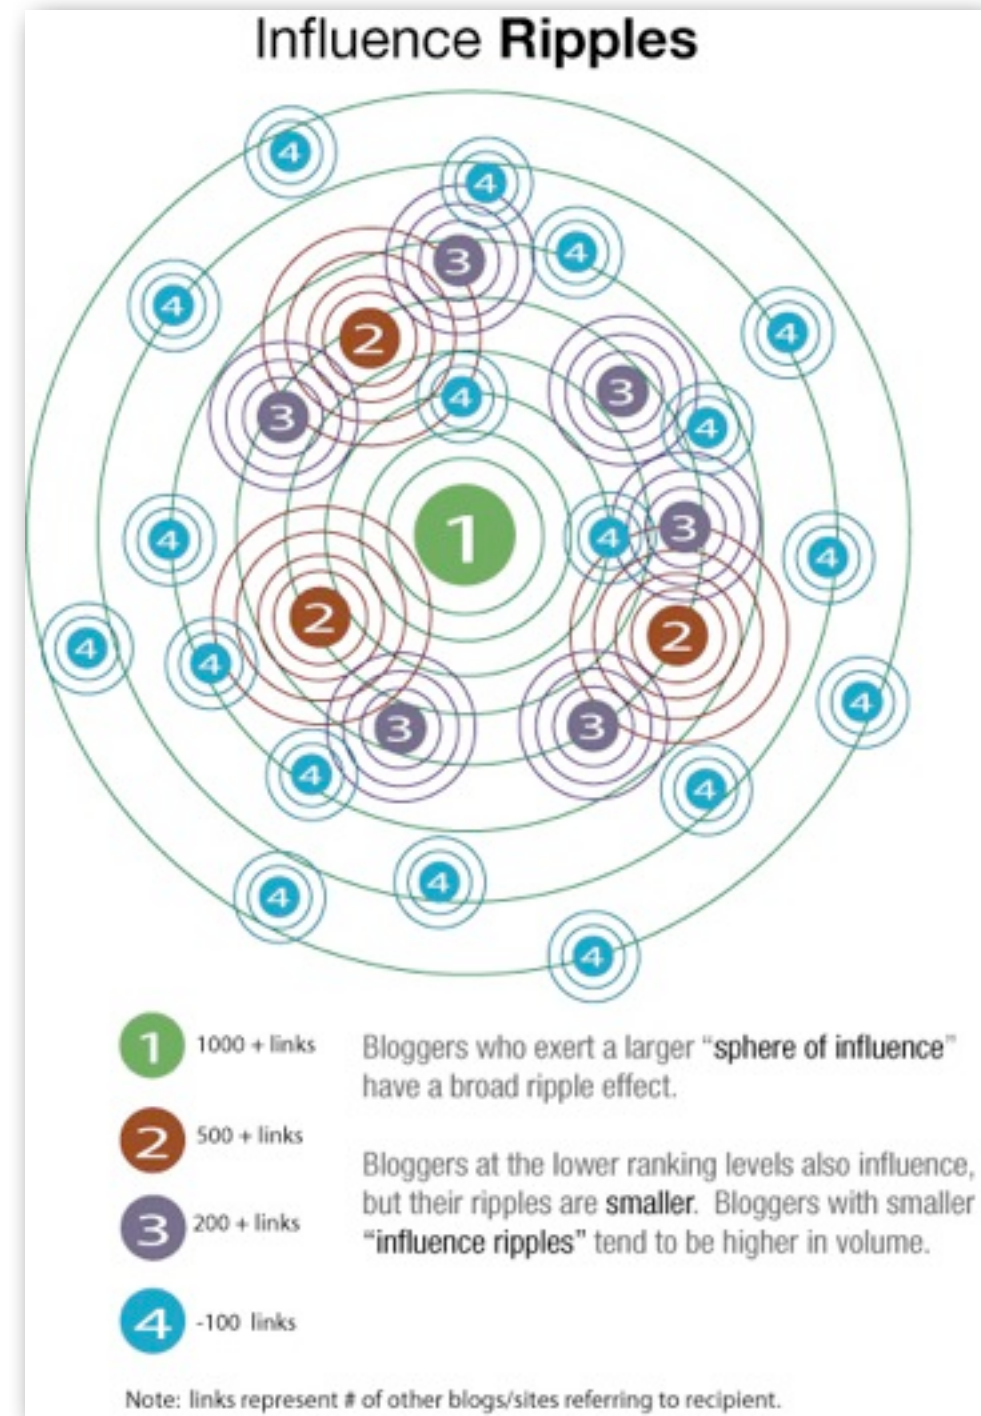 Influence Ripples
4
4
4
3
4
4
2
3
4
3
4
3
1
4
4
4
2
2
4
4
4
3
3
4
4
4
4
4
1 1000 + links
2 500 + links
3 200 + links
4 -100 links
Bloggers who exert a larger “sphere of influence”
have a broad ripple effect.
Bloggers at the lower ranking levels also influence,
but their ripples are smaller. Bloggers with smaller
“influence ripples” tend to be higher in volume.
Note: links represent # of other blogs/sites referring to recipient.